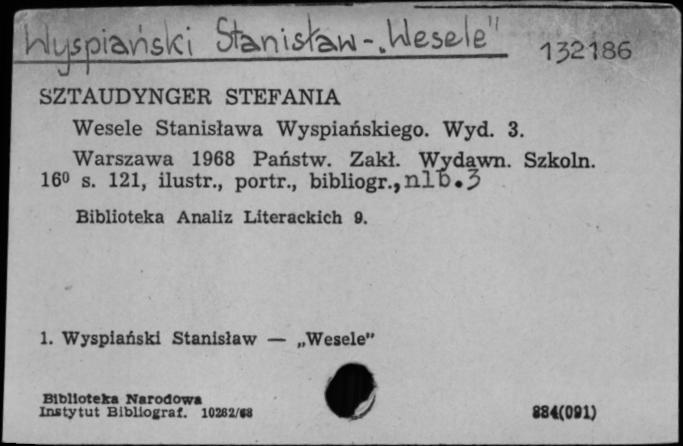 Wyspiański Stanisław - „Wesele"
132186
SZTAUDYNGER STEFANIA
Wesele Stanisława Wyspiańskiego. Wyd. 3.
Warszawa 1968 Państw. Zakł. Wydawn. Szkoln.
16⁰ s. 121, ilustr., portr., bibliogr., nlb. 3
Biblioteka Analiz Literackich 9.
1. Wyspiański Stanisław — „Wesele"
Biblioteka Narodowa
Instytut Bibliograf. 10262/68
884(091)